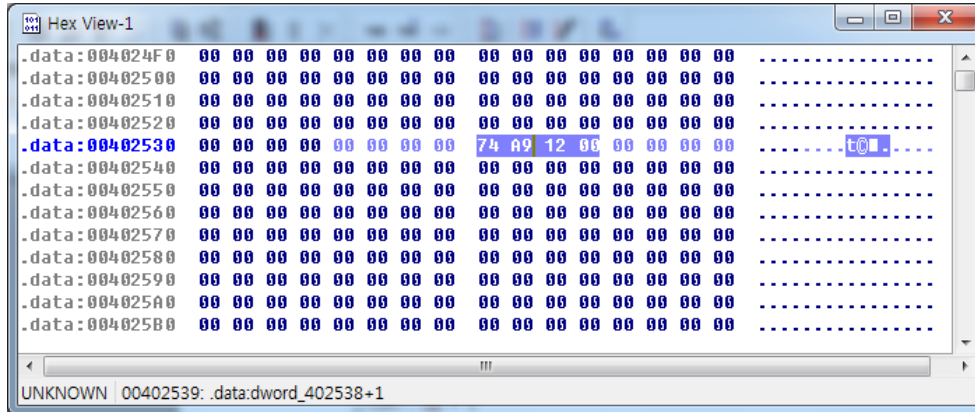 Hex View-1
.data:004024F0 00 00 00 00 00 00 00 00 00 00 00 00 00 00 00 00 ................
.data:00402500 00 00 00 00 00 00 00 00 00 00 00 00 00 00 00 00 ................
.data:00402510 00 00 00 00 00 00 00 00 00 00 00 00 00 00 00 00 ................
.data:00402520 00 00 00 00 00 00 00 00 00 00 00 00 00 00 00 00 ................
.data:00402530 00 00 00 00 00 00 00 00 74 A9 12 00 00 00 00 00 ........t©■.....
.data:00402540 00 00 00 00 00 00 00 00 00 00 00 00 00 00 00 00 ................
.data:00402550 00 00 00 00 00 00 00 00 00 00 00 00 00 00 00 00 ................
.data:00402560 00 00 00 00 00 00 00 00 00 00 00 00 00 00 00 00 ................
.data:00402570 00 00 00 00 00 00 00 00 00 00 00 00 00 00 00 00 ................
.data:00402580 00 00 00 00 00 00 00 00 00 00 00 00 00 00 00 00 ................
.data:00402590 00 00 00 00 00 00 00 00 00 00 00 00 00 00 00 00 ................
.data:004025A0 00 00 00 00 00 00 00 00 00 00 00 00 00 00 00 00 ................
.data:004025B0 00 00 00 00 00 00 00 00 00 00 00 00 00 00 00 00 ................
UNKNOWN 00402539: .data:dword_402538+1